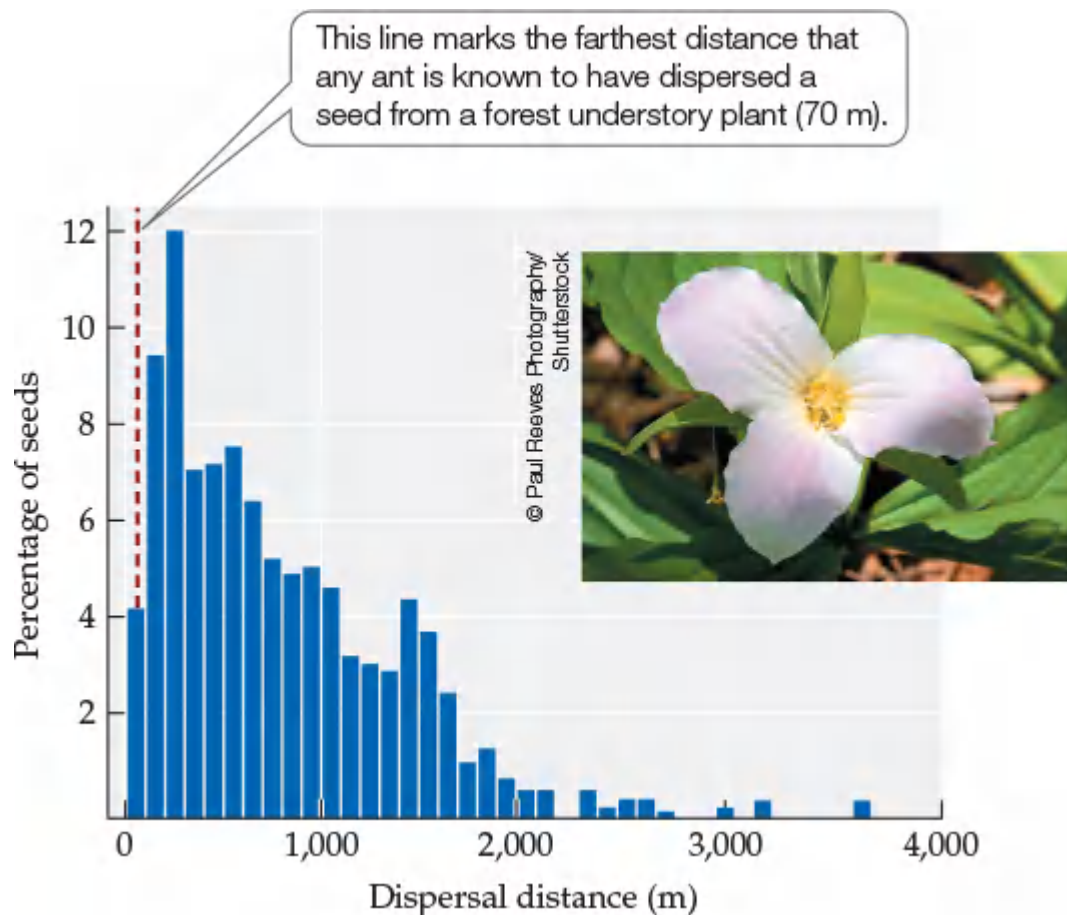 This line marks the farthest distance that
any ant is known to have dispersed a
seed from a forest understory plant (70 m).
12
10
8
6
4
2
Percentage of seeds
© Paul Reeves Photography/
Shutterstock
0
1,000
2,000
3,000
4,000
Dispersal distance (m)